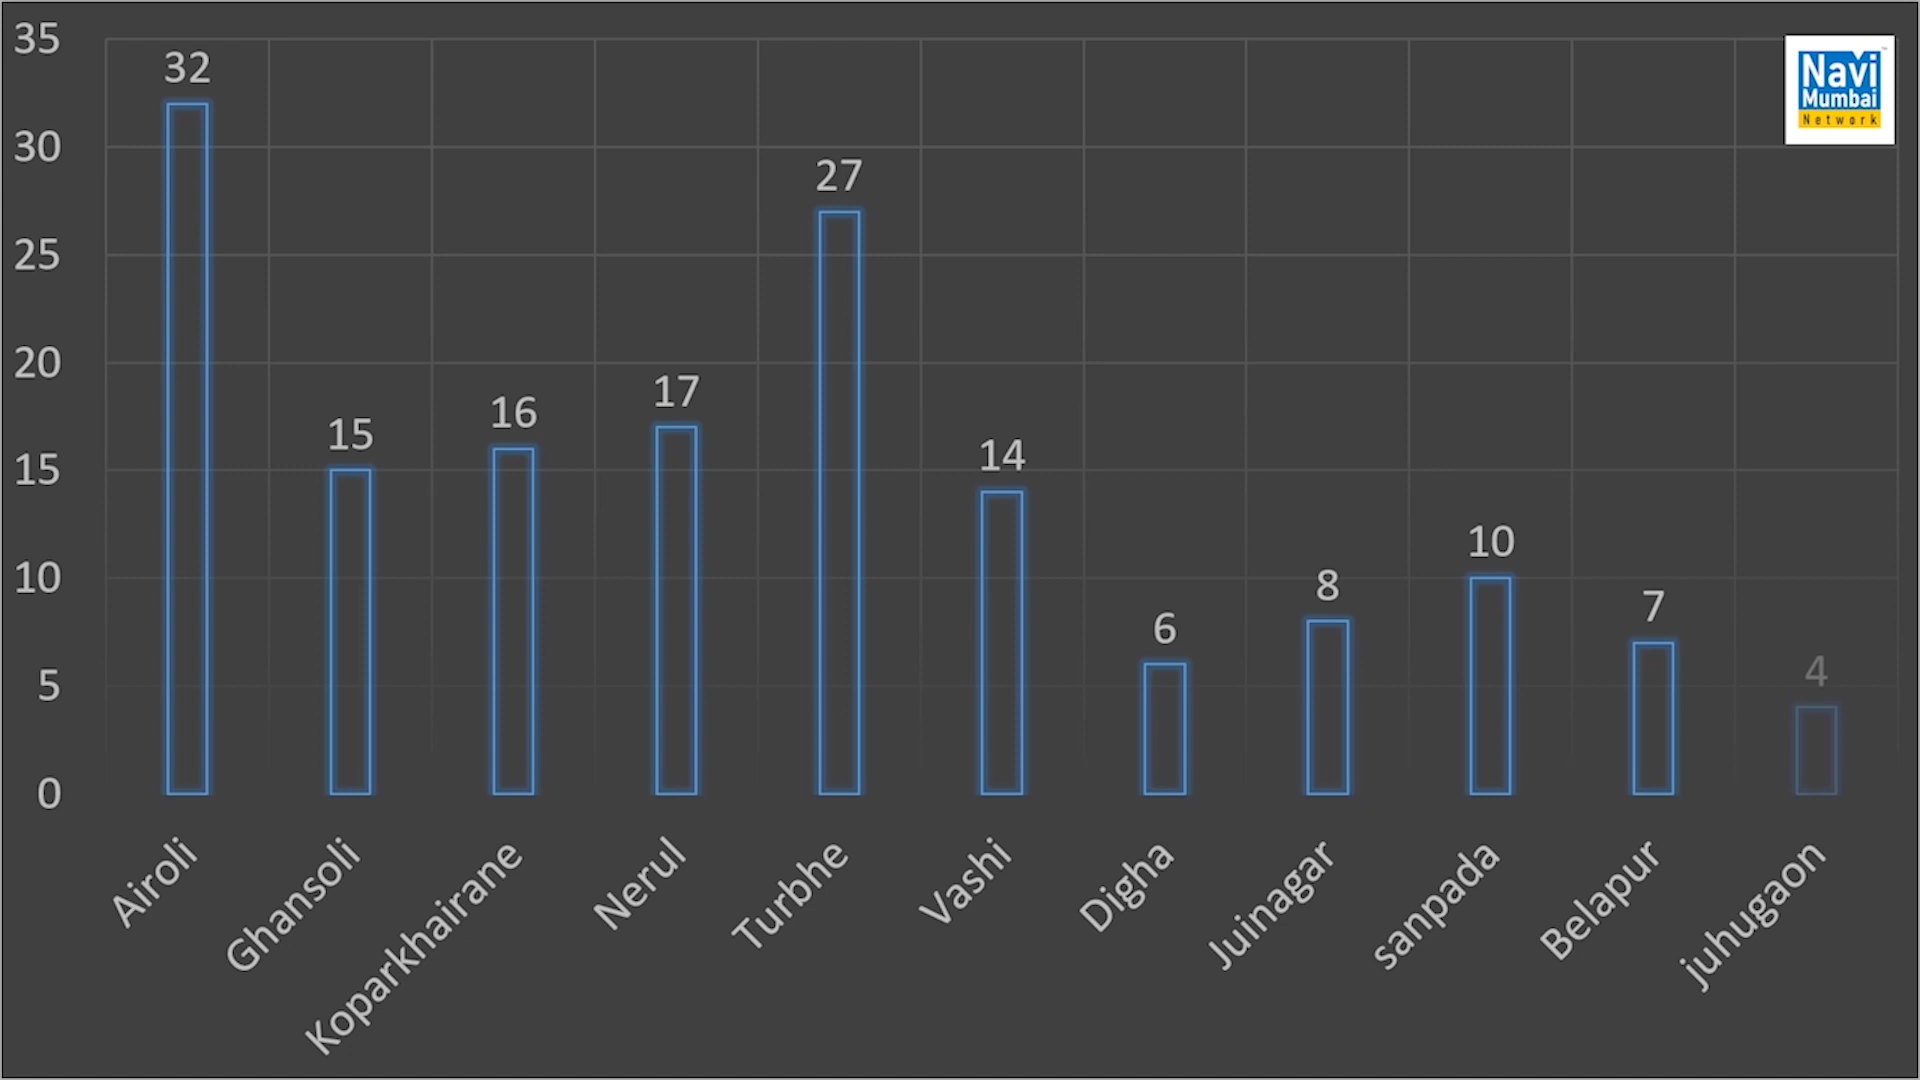 35
30
25
20
15
10
5
0
32
15
16
17
27
14
6
8
10
7
4
Airoli
Ghansoli
Koparkhairane
Nerul
Turbhe
Vashi
Digha
Juinagar
sanpada
Belapur
juhugaon
Navi
Mumbai
Network